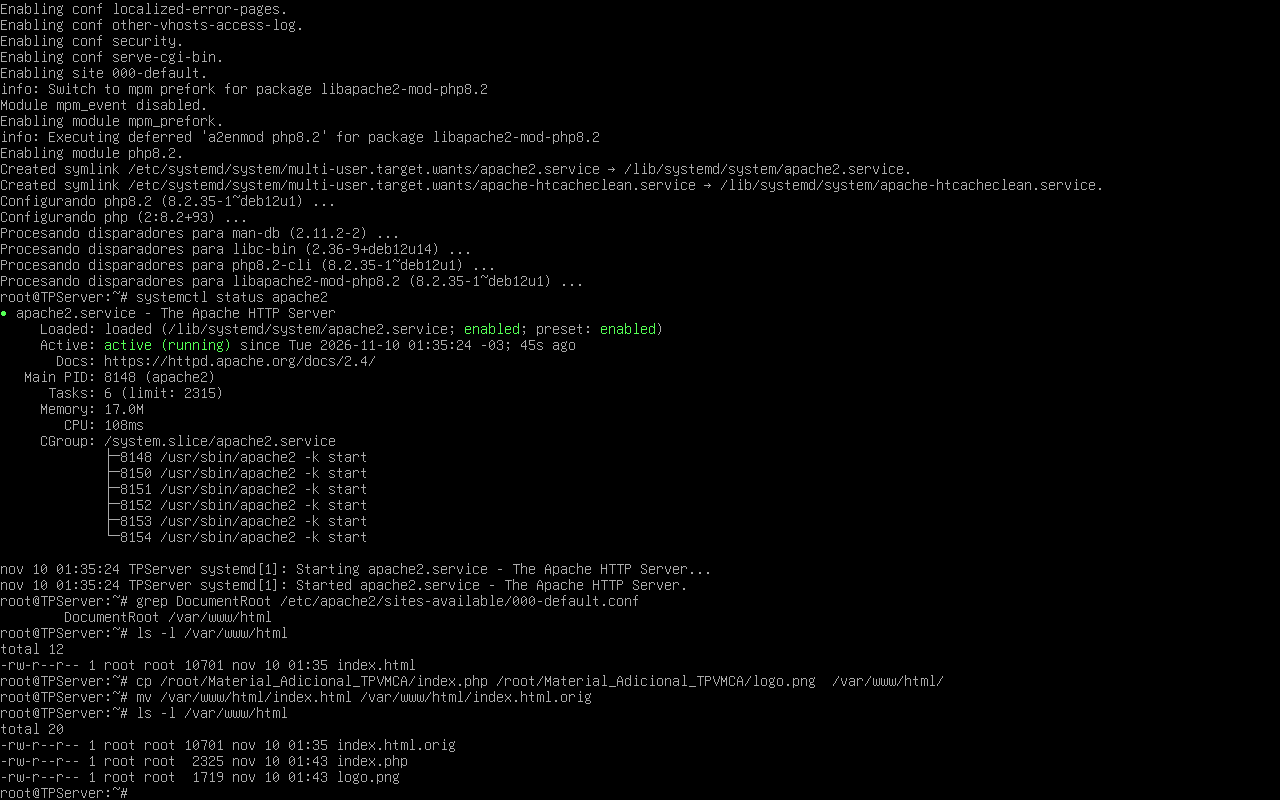 Enabling conf localized-error-pages.
Enabling conf other-vhosts-access-log.
Enabling conf security.
Enabling conf serve-cgi-bin.
Enabling site 000-default.
info: Switch to mpm prefork for package libapache2-mod-php8.2
Module mpm_event disabled.
Enabling module mpm_prefork.
info: Executing deferred 'a2enmod php8.2' for package libapache2-mod-php8.2
Enabling module php8.2.
Created symlink /etc/systemd/system/multi-user.target.wants/apache2.service → /lib/systemd/system/apache2.service.
Created symlink /etc/systemd/system/multi-user.target.wants/apache-htcacheclean.service → /lib/systemd/system/apache-htcacheclean.service.
Configurando php8.2 (8.2.35-1~deb12u1) ...
Configurando php (2:8.2+93) ...
Procesando disparadores para man-db (2.11.2-2) ...
Procesando disparadores para libc-bin (2.36-9+deb12u14) ...
Procesando disparadores para php8.2-cli (8.2.35-1~deb12u1) ...
Procesando disparadores para libapache2-mod-php8.2 (8.2.35-1~deb12u1) ...
root@TPServer:~# systemctl status apache2
● apache2.service - The Apache HTTP Server
     Loaded: loaded (/lib/systemd/system/apache2.service; enabled; preset: enabled)
     Active: active (running) since Tue 2026-11-10 01:35:24 -03; 45s ago
       Docs: https://httpd.apache.org/docs/2.4/
   Main PID: 8148 (apache2)
      Tasks: 6 (limit: 2315)
     Memory: 17.0M
        CPU: 108ms
     CGroup: /system.slice/apache2.service
             ├─8148 /usr/sbin/apache2 -k start
             ├─8150 /usr/sbin/apache2 -k start
             ├─8151 /usr/sbin/apache2 -k start
             ├─8152 /usr/sbin/apache2 -k start
             ├─8153 /usr/sbin/apache2 -k start
             └─8154 /usr/sbin/apache2 -k start
nov 10 01:35:24 TPServer systemd[1]: Starting apache2.service - The Apache HTTP Server...
nov 10 01:35:24 TPServer systemd[1]: Started apache2.service - The Apache HTTP Server.
root@TPServer:~# grep DocumentRoot /etc/apache2/sites-available/000-default.conf
        DocumentRoot /var/www/html
root@TPServer:~# ls -l /var/www/html
total 12
-rw-r--r-- 1 root root 10701 nov 10 01:35 index.html
root@TPServer:~# cp /root/Material_Adicional_TPVMCA/index.php /root/Material_Adicional_TPVMCA/logo.png  /var/www/html/
root@TPServer:~# mv /var/www/html/index.html /var/www/html/index.html.orig
root@TPServer:~# ls -l /var/www/html
total 20
-rw-r--r-- 1 root root 10701 nov 10 01:35 index.html.orig
-rw-r--r-- 1 root root  2325 nov 10 01:43 index.php
-rw-r--r-- 1 root root  1719 nov 10 01:43 logo.png
root@TPServer:~#